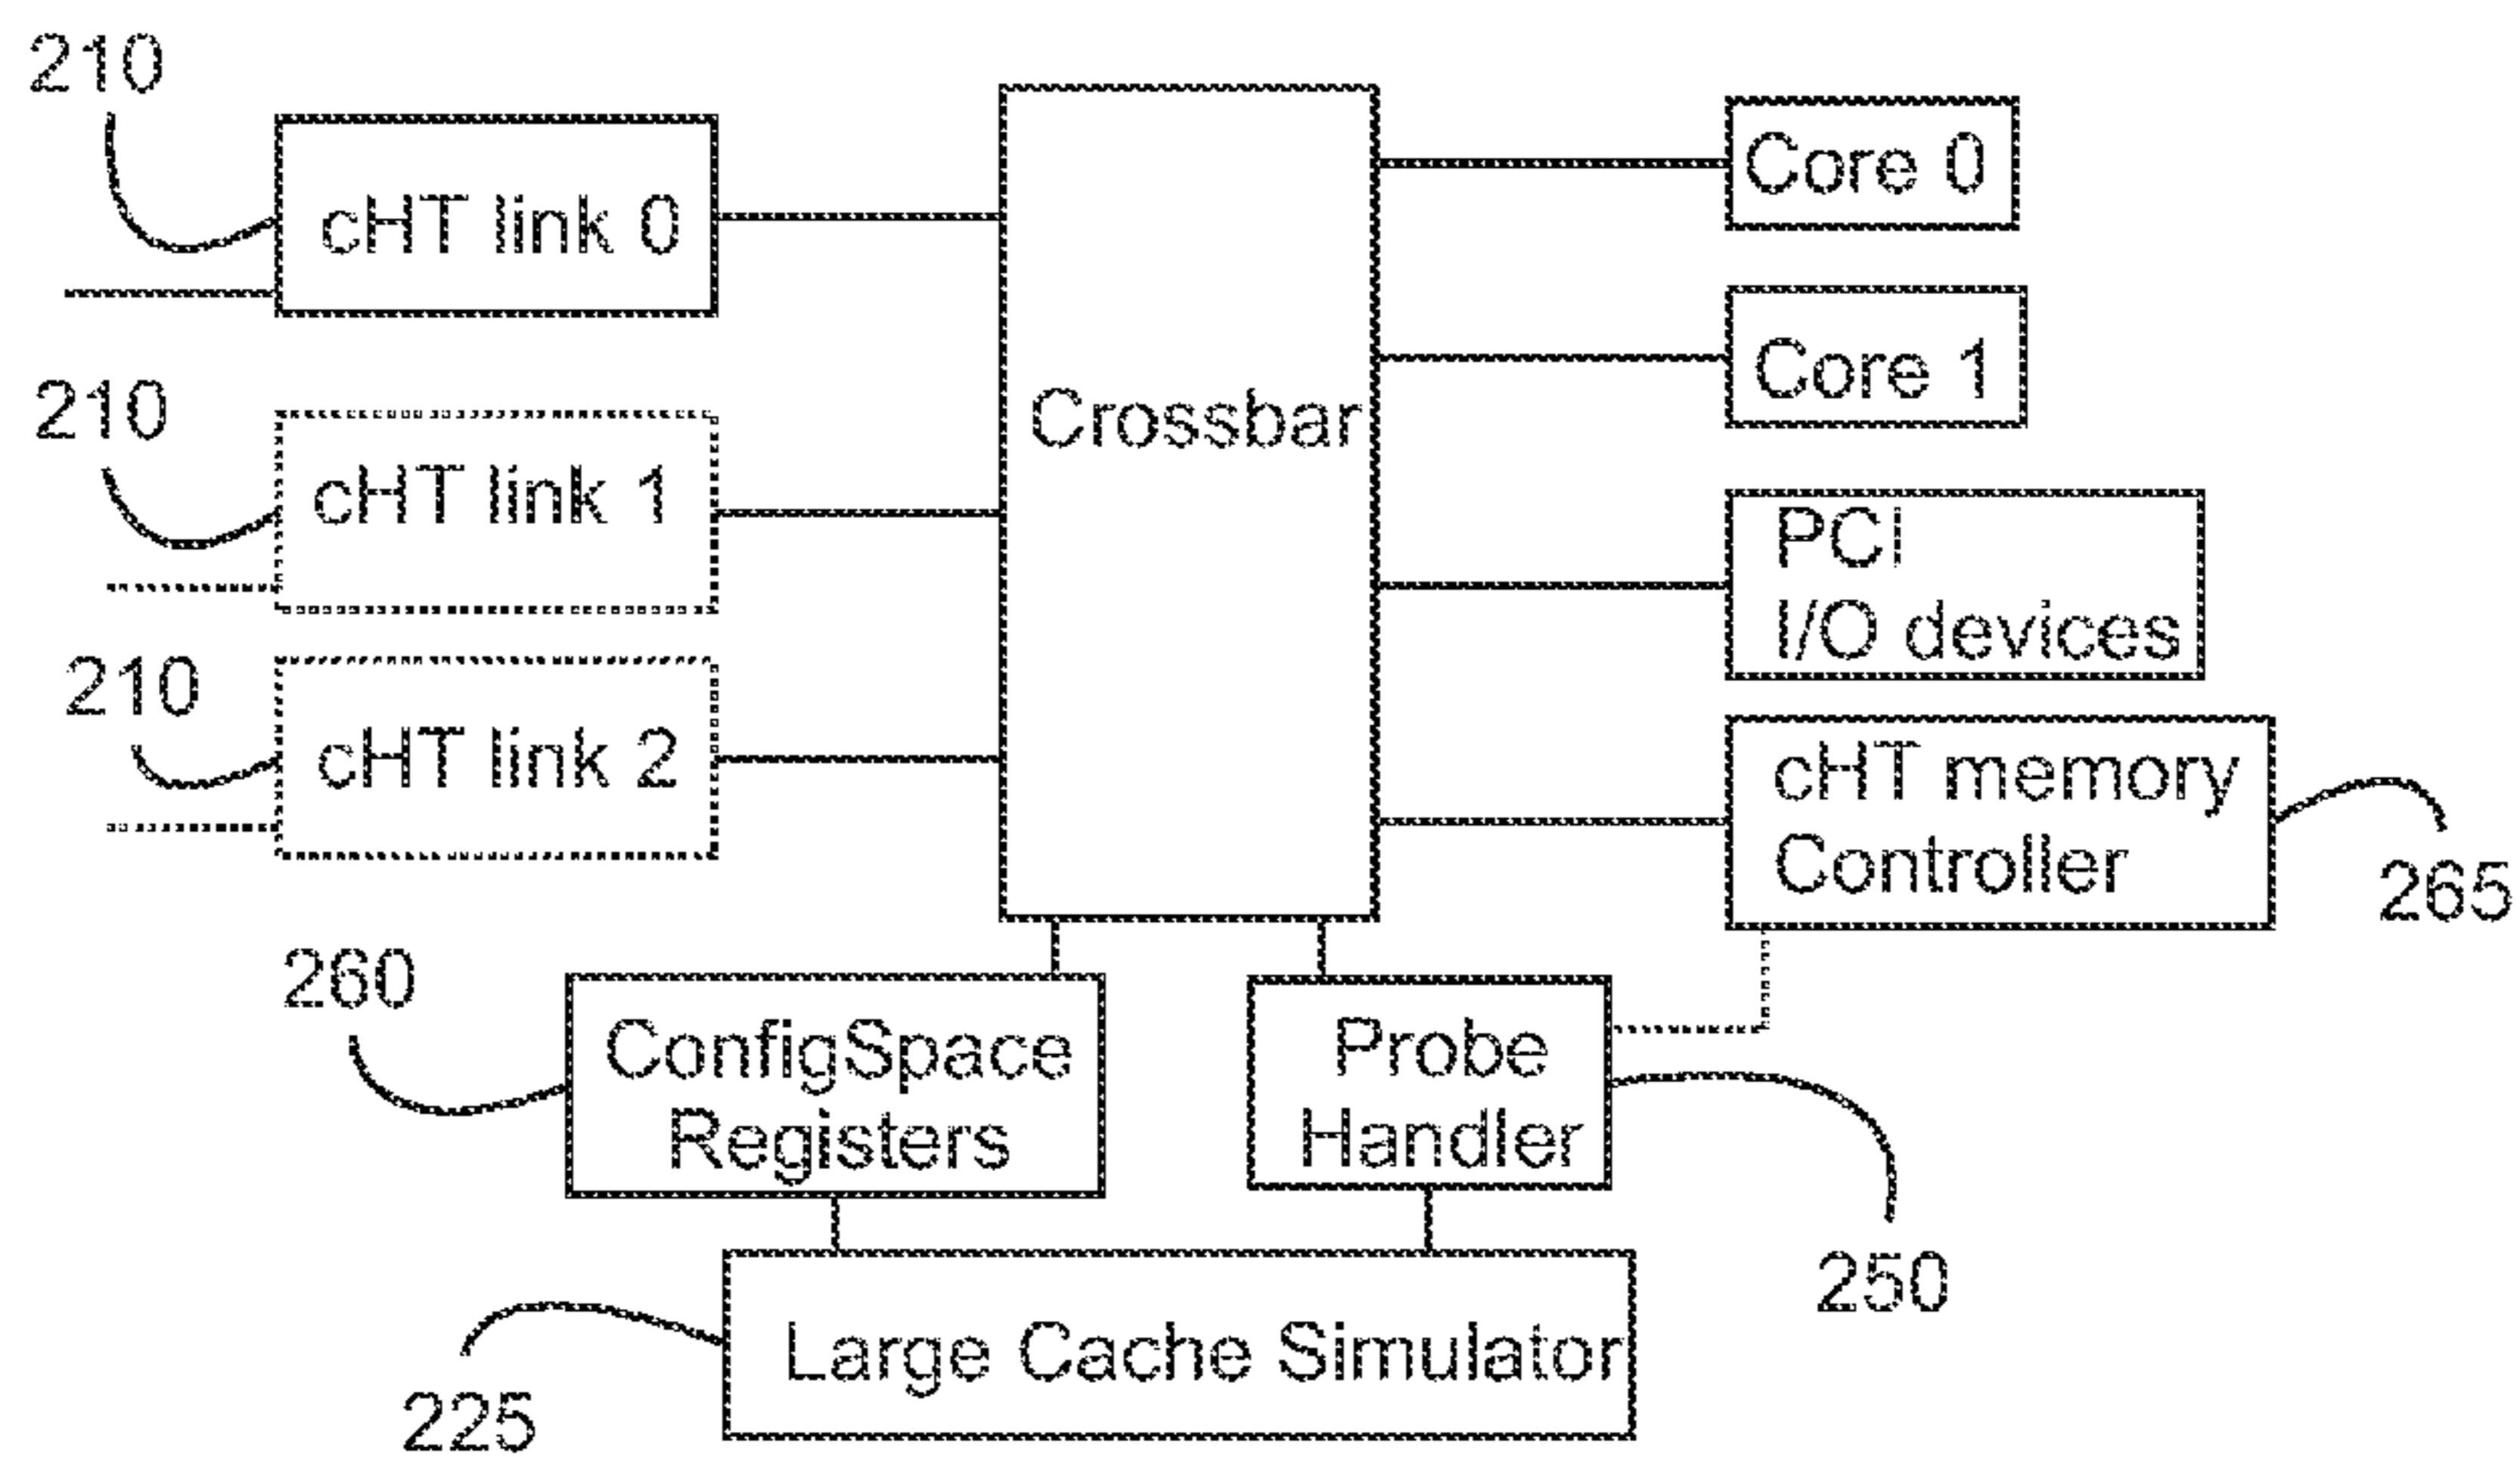 210
cHT link 0
210
cHT link 1
210
cHT link 2
Crossbar
Core 0
Core 1
PCI
I/O devices
cHT memory
Controller
265
260
ConfigSpace
Registers
Probe
Handler
250
Large Cache Simulator
225